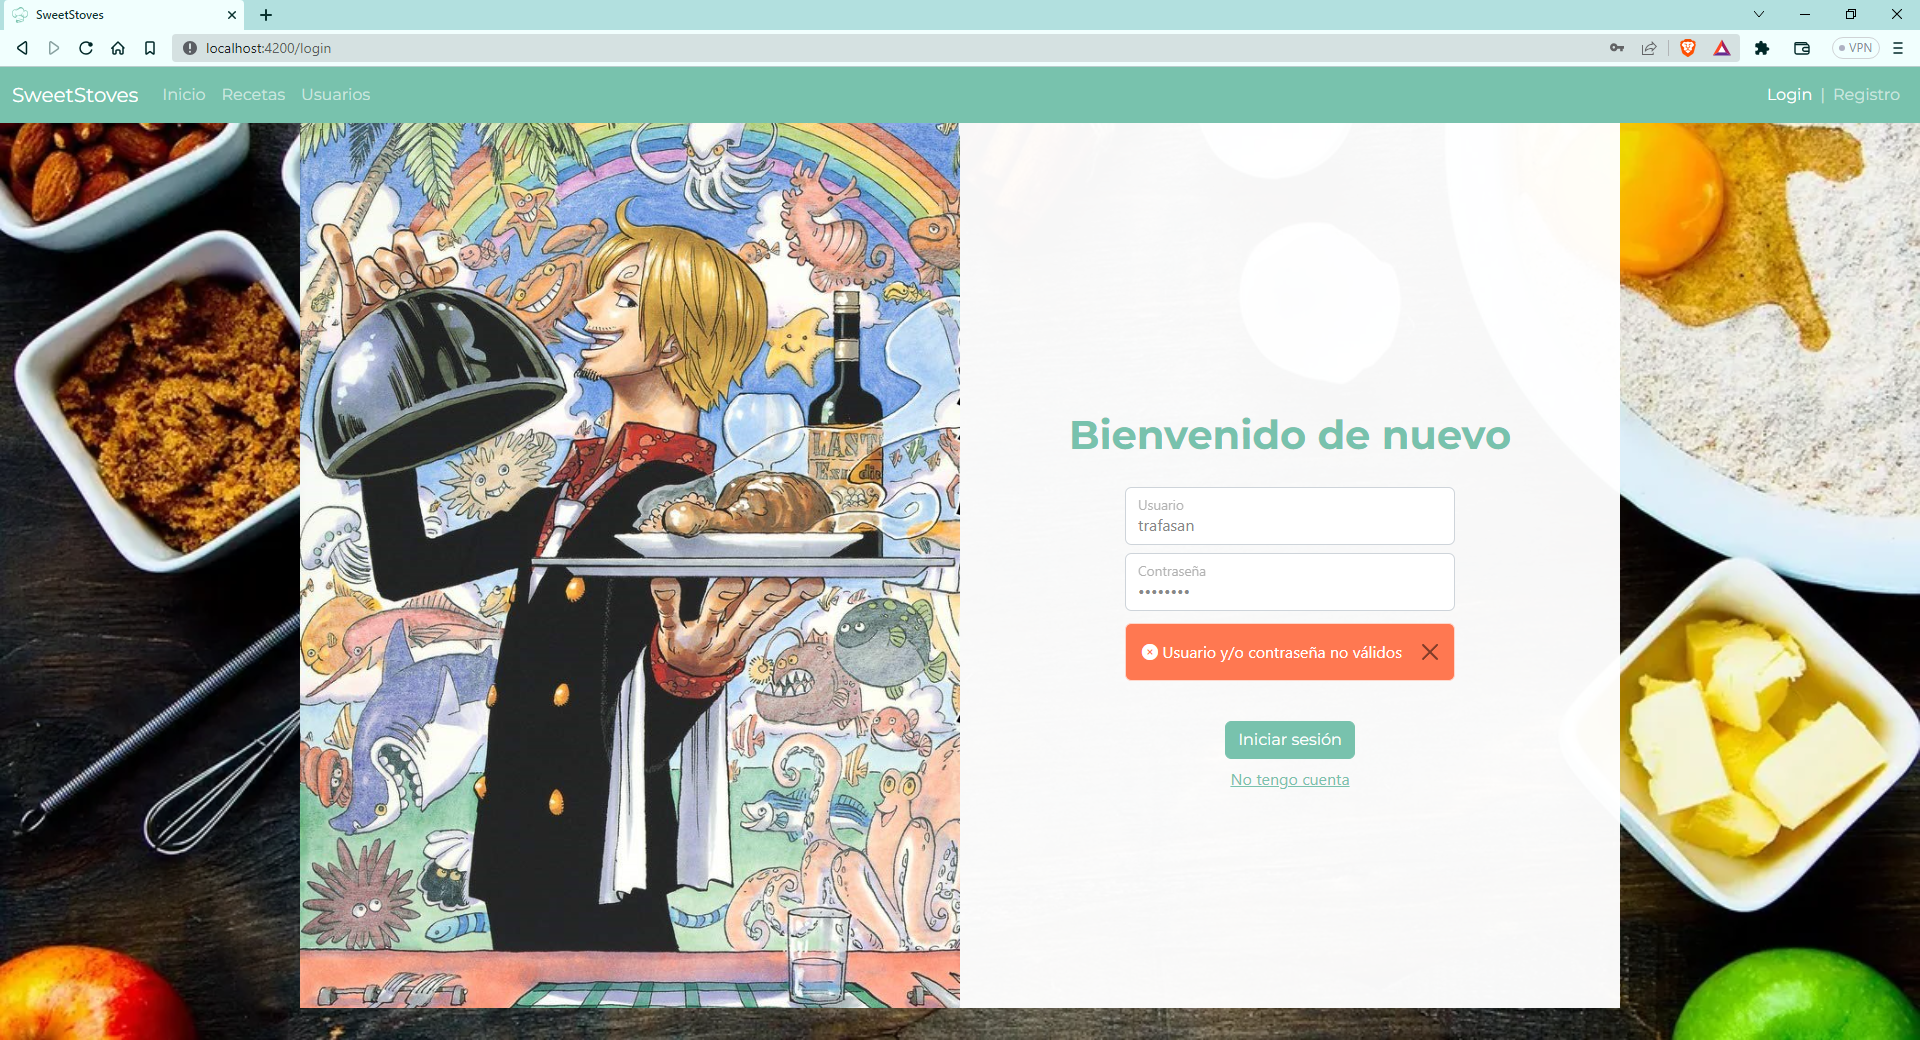 SweetStoves
localhost:4200/login
VPN
SweetStoves Inicio Recetas Usuarios Login | Registro
LAST
Bienvenido de nuevo
Usuario
trafasan
Contraseña
••••••••
Usuario y/o contraseña no válidos
Iniciar sesión
No tengo cuenta